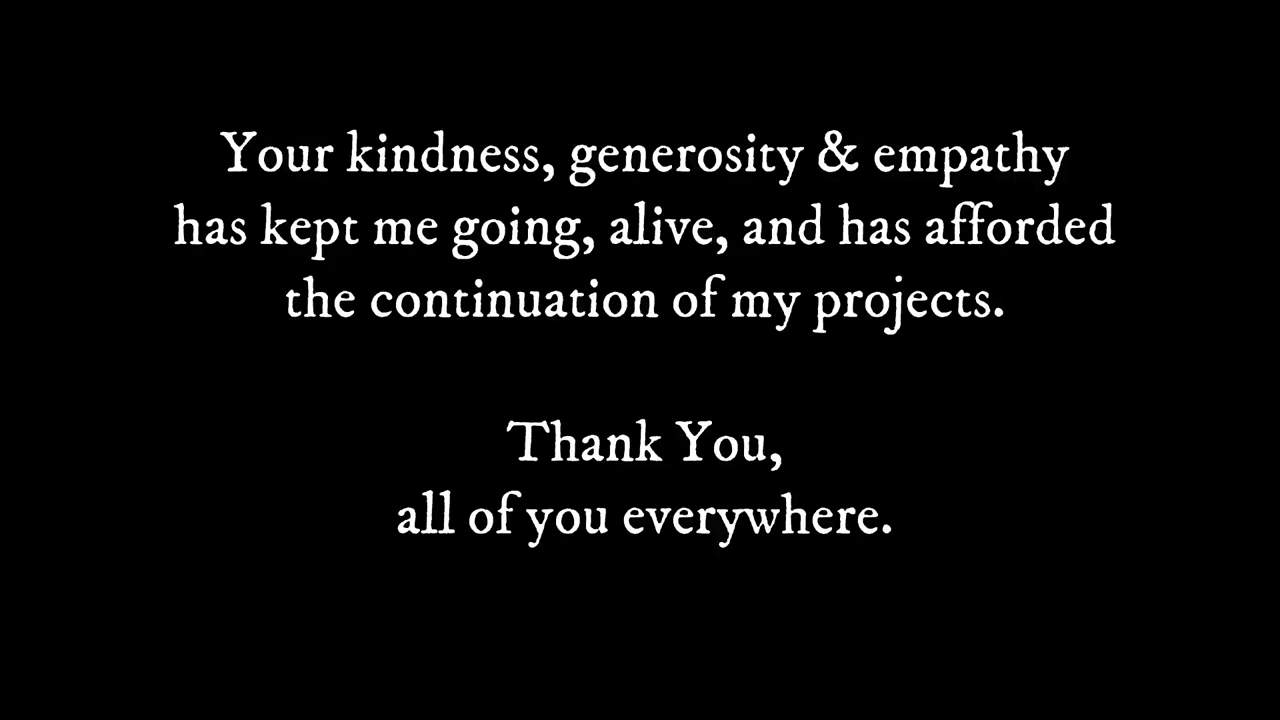 Your kindness, generosity & empathy
has kept me going, alive, and has afforded
the continuation of my projects.
Thank You,
all of you everywhere.